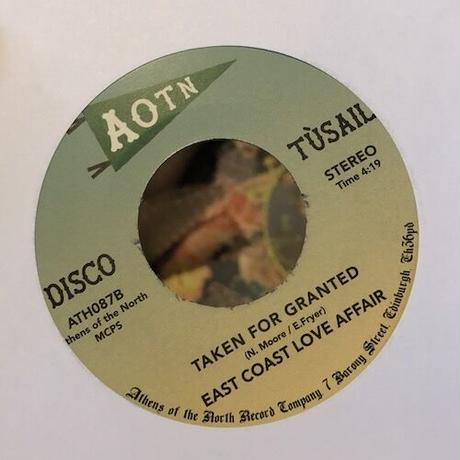 AOTN
TÙSAIL
STEREO
Time 4:19
DISCO
ATH087B
thens of the North
MCPS
TAKEN FOR GRANTED
(N. Moore / E.Fryer)
EAST COAST LOVE AFFAIR
Athens of the North Record Company 7 Barony Street, Edinburgh, Eh36pd